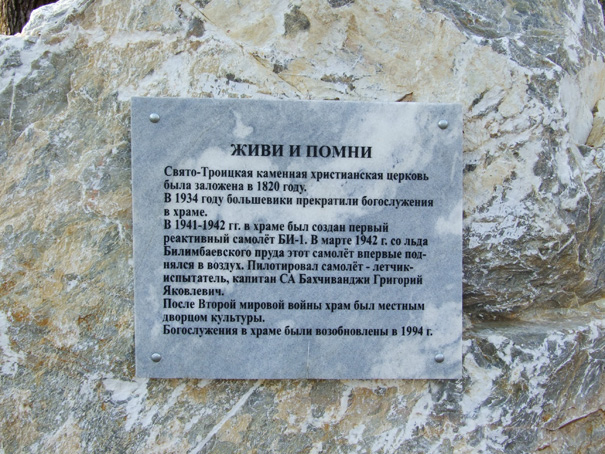 ЖИВИ И ПОМНИ
Свято-Троицкая каменная христианская церковь
была заложена в 1820 году.
В 1934 году большевики прекратили богослужения
в храме.
В 1941-1942 гг. в храме был создан первый
реактивный самолёт БИ-1. В марте 1942 г. со льда
Билимбаевского пруда этот самолёт впервые под-
нялся в воздух. Пилотировал самолёт - летчик-
испытатель, капитан СА Бахчиванджи Григорий
Яковлевич.
После Второй мировой войны храм был местным
дворцом культуры.
Богослужения в храме были возобновлены в 1994 г.